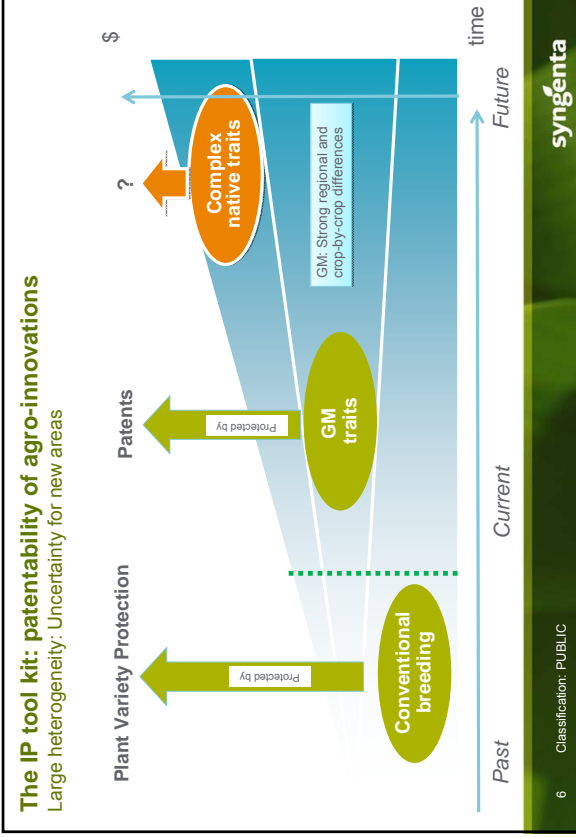 The IP tool kit: patentability of agro-innovations
Large heterogeneity: Uncertainty for new areas
Plant Variety Protection
Patents
?
$
Protected by
Protected by
Conventional
breeding
GM
traits
Complex
native traits
GM: Strong regional and
crop-by-crop differences
Past
Current
Future
time
6
Classification: PUBLIC
syngenta